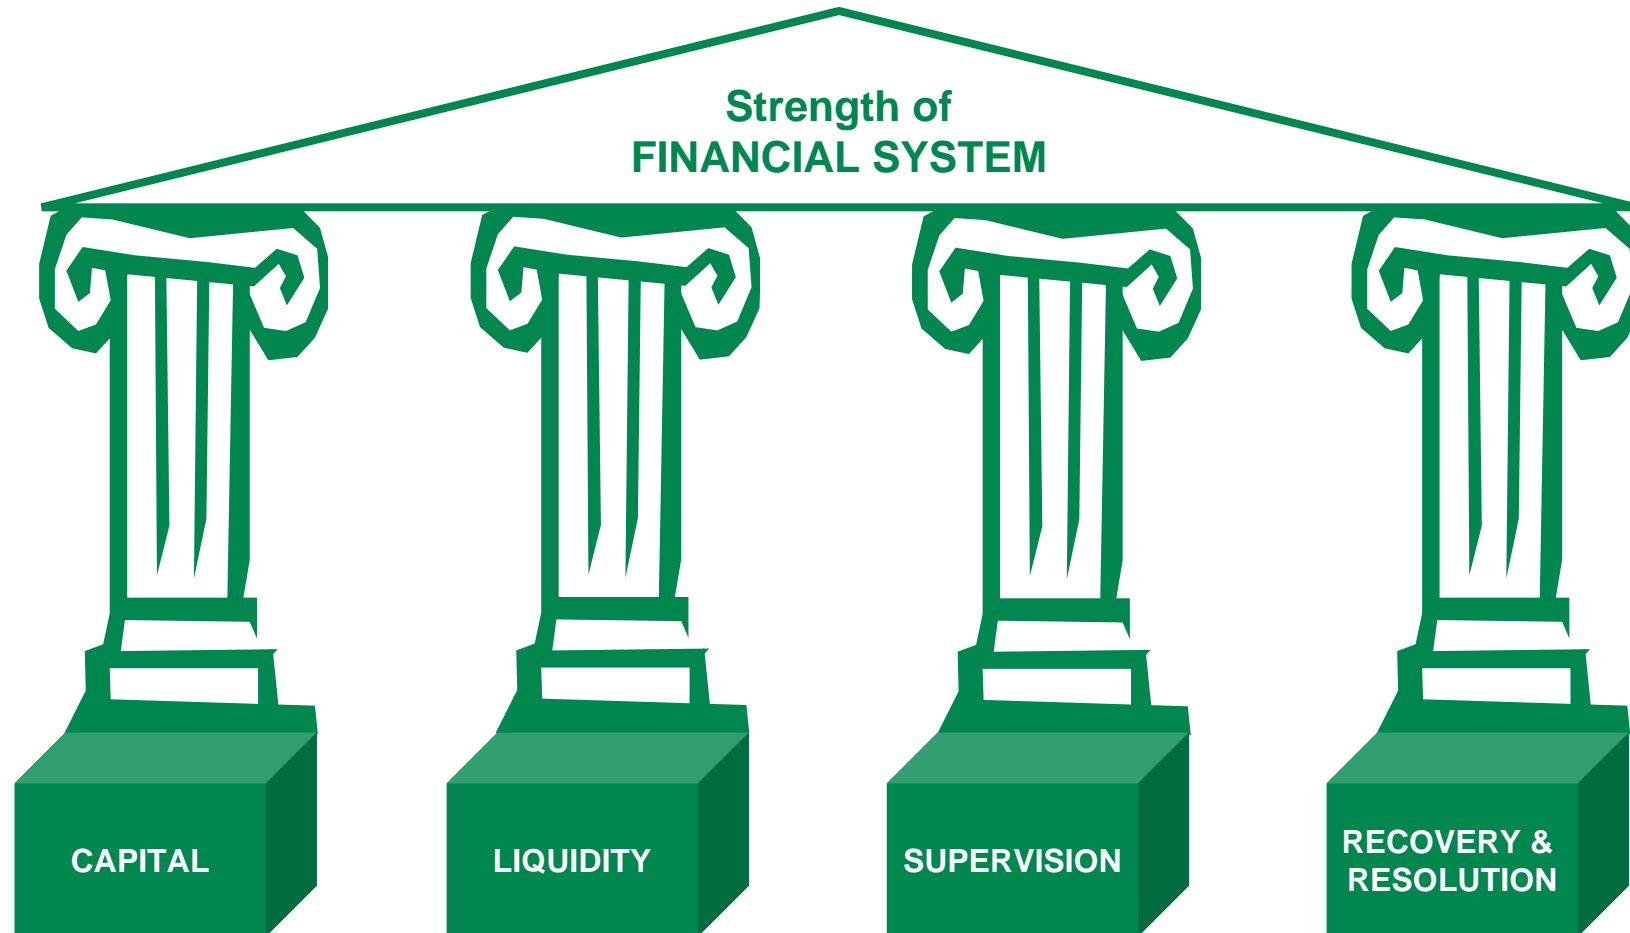 Strength of
FINANCIAL SYSTEM
CAPITAL
LIQUIDITY
SUPERVISION
RECOVERY &
RESOLUTION